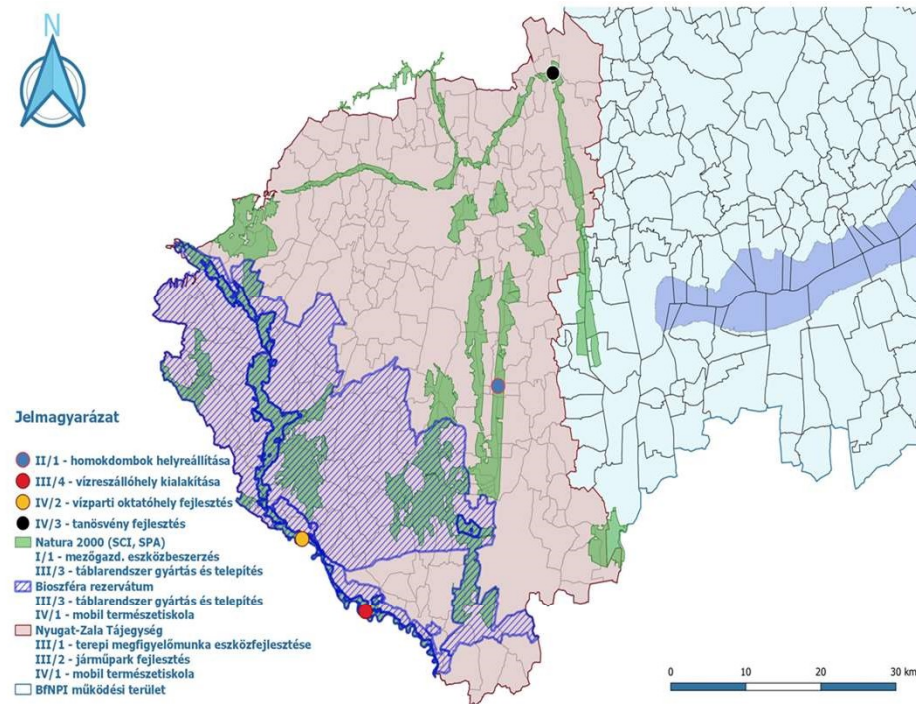 N
Jelmagyarázat
II/1 - homokdombok helyreállítása
III/4 - vízreszállóhely kialakítása
IV/2 - vízparti oktatóhely fejlesztés
IV/3 - tanösvény fejlesztés
Natura 2000 (SCI, SPA)
I/1 - mezőgazd. eszközbeszerzés
III/3 - táblarendszer gyártás és telepítés
Bioszféra rezervátum
III/3 - táblarendszer gyártás és telepítés
IV/1 - mobil természetiskola
Nyugat-Zala Tájegység
III/1 - terepi megfigyelőmunka eszközfejlesztése
III/2 - járműpark fejlesztés
IV/1 - mobil természetiskola
BfNPI működési terület
0 10 20 30 km